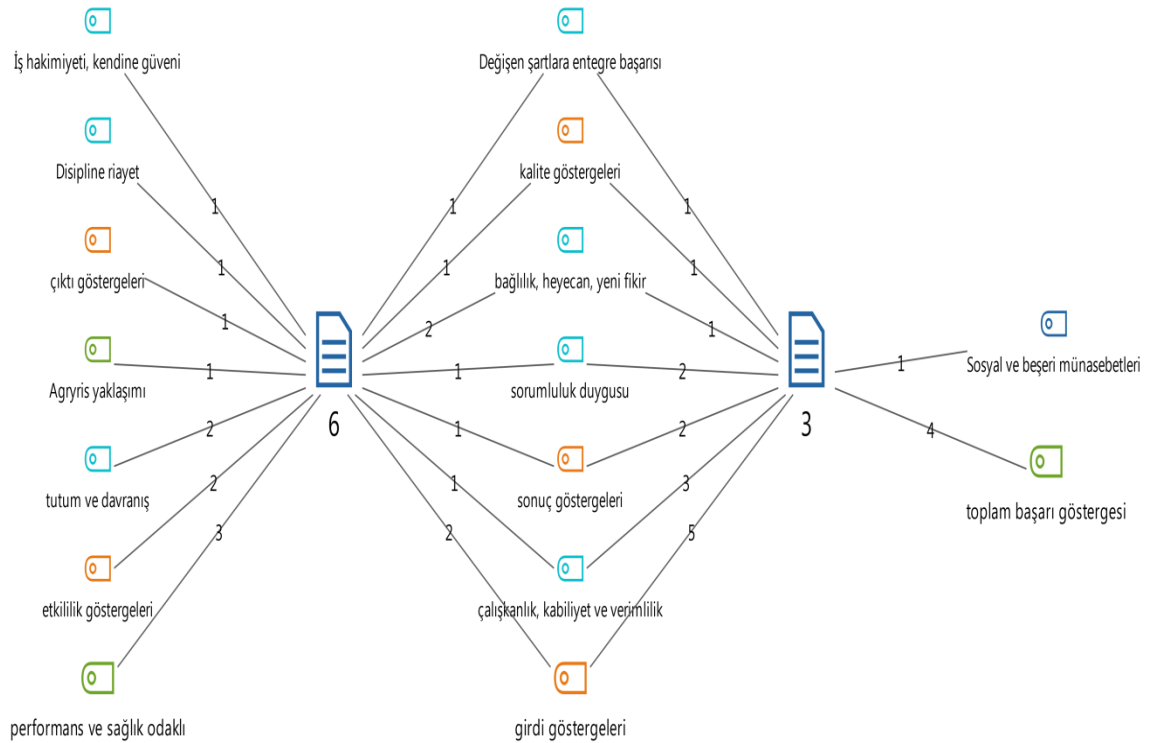 İş hakimiyeti, kendine güveni
Değişen şartlara entegre başarısı
Disipline riayet
kalite göstergeleri
1
1
1
çıktı göstergeleri
bağlılık, heyecan, yeni fikir
1
1
1
1
2
1
6
3
Agryris yaklaşımı
sorumluluk duygusu
Sosyal ve beşeri münasebetleri
1
1
2
1
tutum ve davranış
sonuç göstergeleri
toplam başarı göstergesi
2
1
2
4
etkililik göstergeleri
çalışkanlık, kabiliyet ve verimlilik
2
1
3
performans ve sağlık odaklı
girdi göstergeleri
3
2
5